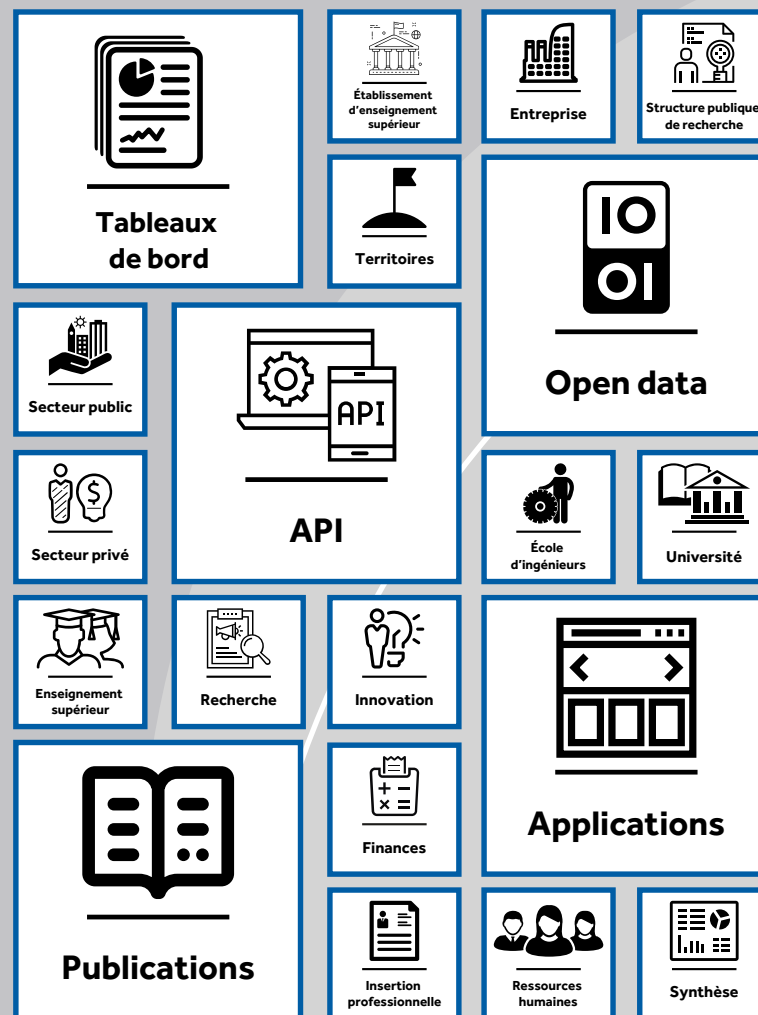 Tableaux
de bord
Établissement
d'enseignement
supérieur
Entreprise
Structure publique
de recherche
Territoires
IO
OI
Open data
Secteur public
API
API
Secteur privé
$
École
d'ingénieurs
Université
Enseignement
supérieur
Recherche
Innovation
Applications
Publications
Finances
Insertion
professionnelle
Ressources
humaines
Synthèse